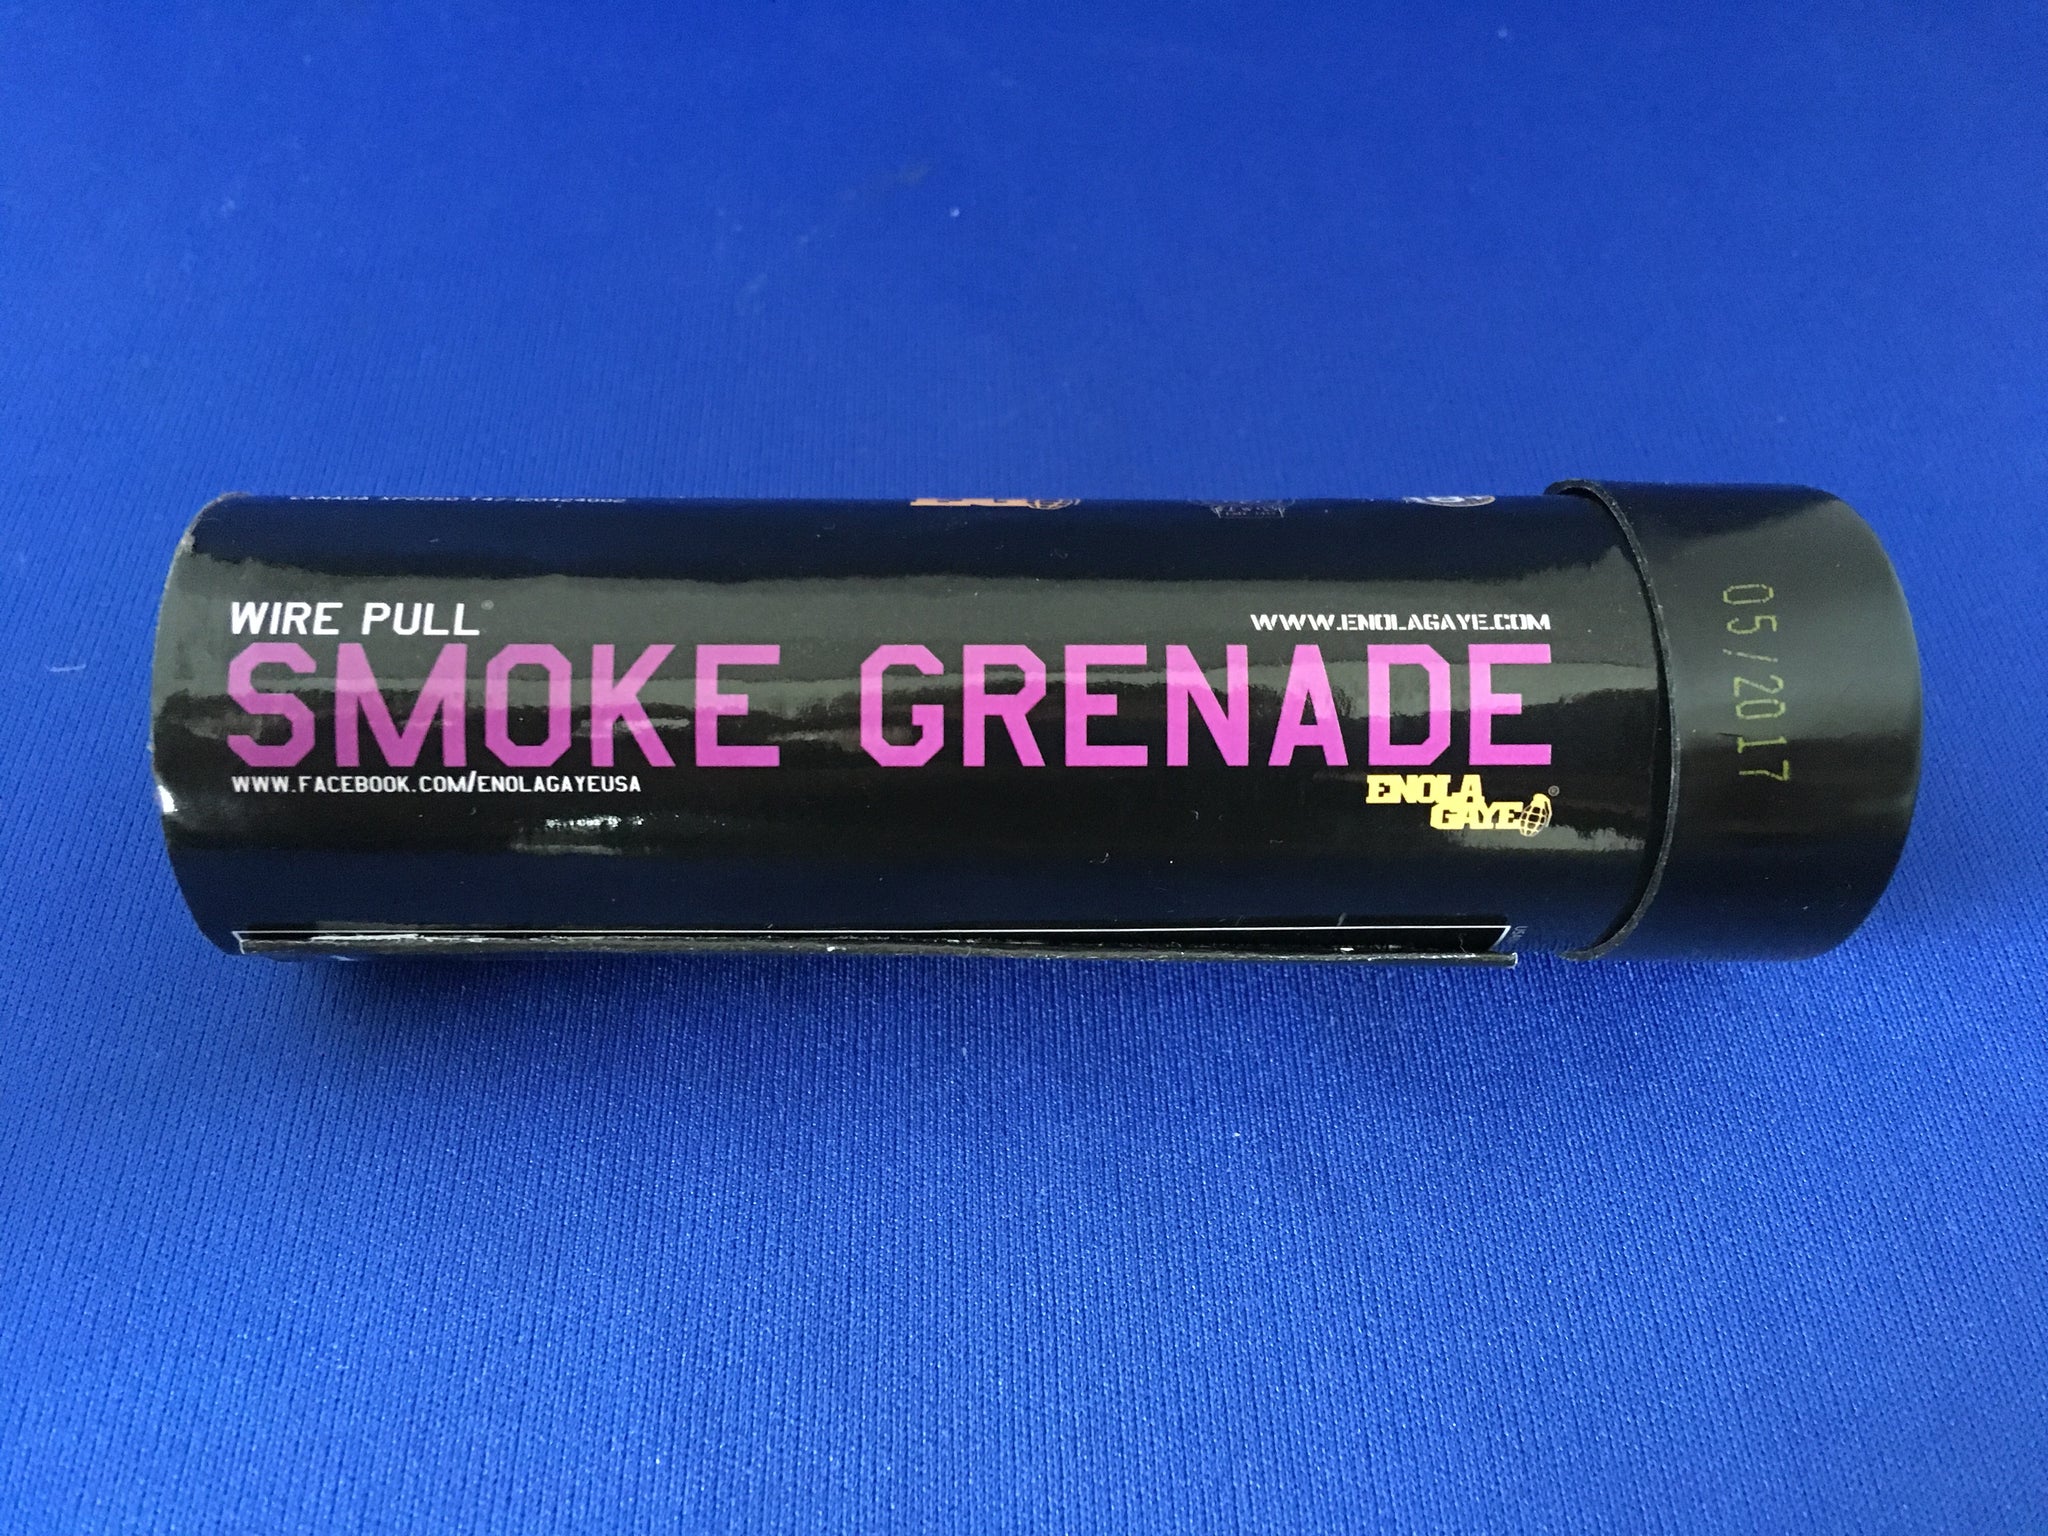 WIRE PULL
WWW.ENOLAGAYE.COM
SMOKE GRENADE
WWW.FACEBOOK.COM/ENOLAGAYEUSA
ENOLA
GAYE
05/2017